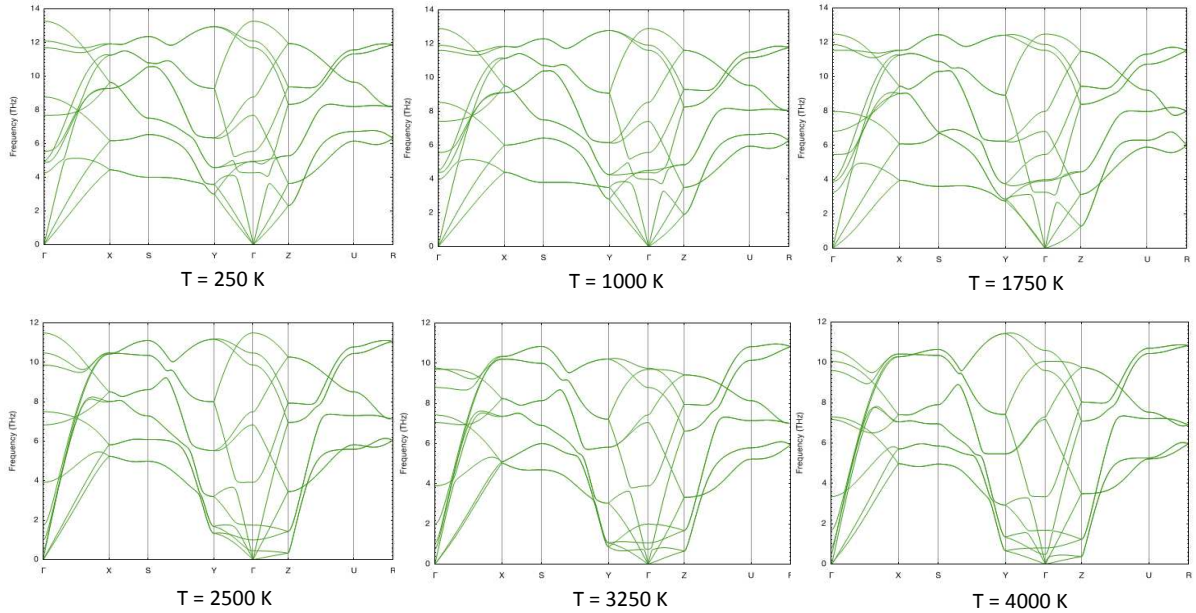 14
12
10
8
6
4
2
0
Frequency (THz)
Γ X S Y Γ Z U R
T = 250 K
14
12
10
8
6
4
2
0
Frequency (THz)
Γ X S Y Γ Z U R
T = 1000 K
14
12
10
8
6
4
2
0
Frequency (THz)
Γ X S Y Γ Z U R
T = 1750 K
12
10
8
6
4
2
0
Frequency (THz)
Γ X S Y Γ Z U R
T = 2500 K
12
10
8
6
4
2
0
Frequency (THz)
Γ X S Y Γ Z U R
T = 3250 K
12
10
8
6
4
2
0
Frequency (THz)
Γ X S Y Γ Z U R
T = 4000 K